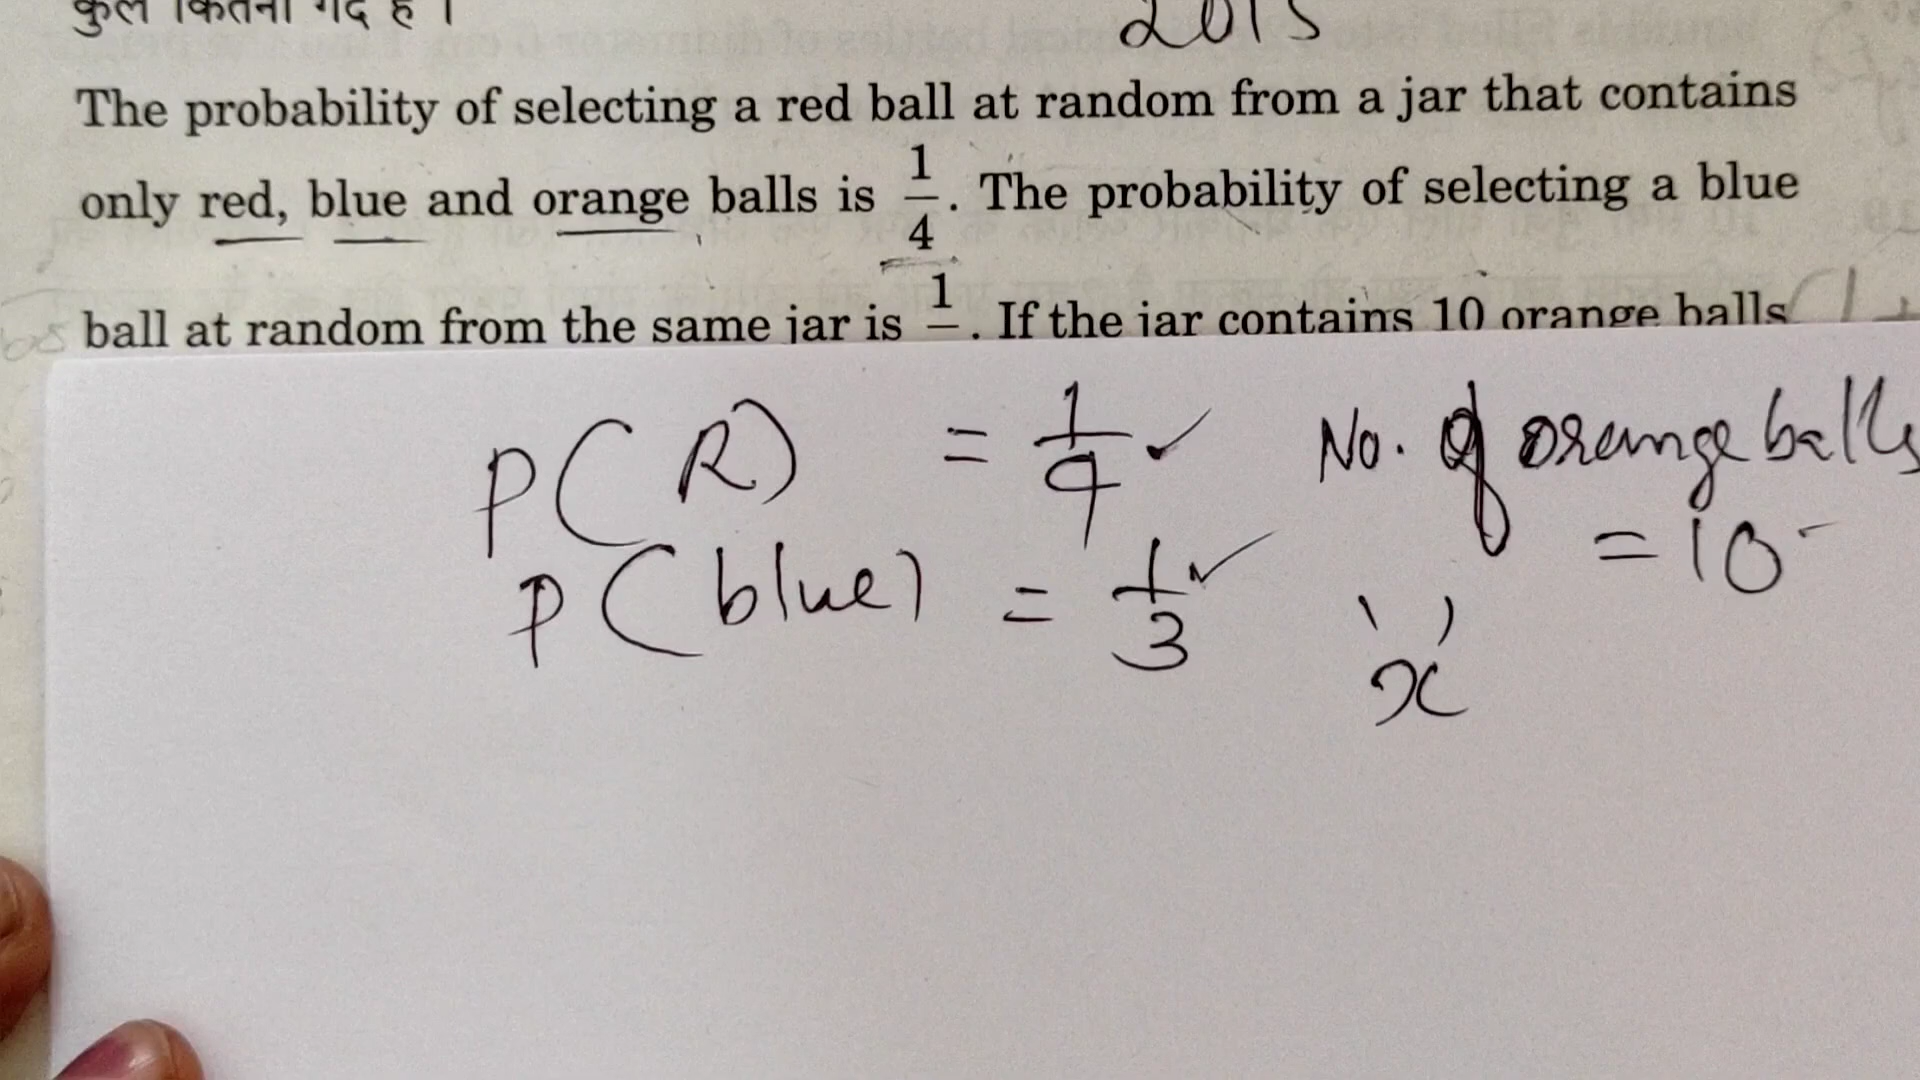 कुल कितनी गेंद हैं ।
2015
The probability of selecting a red ball at random from a jar that contains
only red, blue and orange balls is 1/4. The probability of selecting a blue
ball at random from the same jar is 1. If the jar contains 10 orange balls
P(R) = 1/4 ✓ No. of orange balls
= 10
P(blue) = 1/3 ✓
x